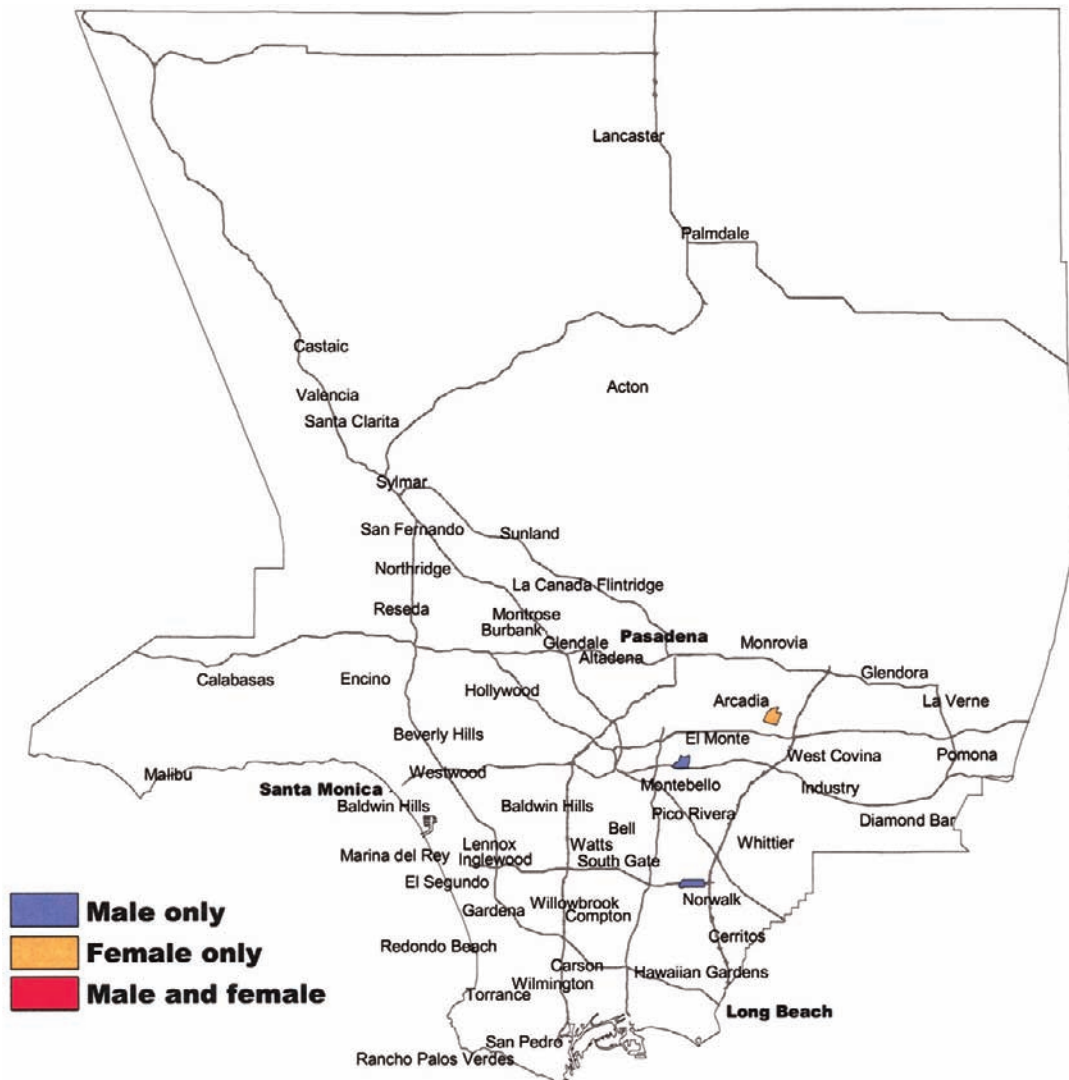 Lancaster
Palmdale
Castaic
Acton
Valencia
Santa Clarita
Sylmar
San Fernando
Sunland
Northridge
La Canada Flintridge
Reseda
Montrose
Burbank
Glendale
Pasadena
Monrovia
Altadena
Glendora
Calabasas
Encino
Hollywood
Arcadia
La Verne
Beverly Hills
El Monte
West Covina
Pomona
Malibu
Westwood
Santa Monica
Montebello
Industry
Baldwin Hills
Baldwin Hills
Pico Rivera
Diamond Bar
Bell
Whittier
Lennox
Watts
Marina del Rey
Inglewood
South Gate
El Segundo
Norwalk
Willowbrook
Gardena
Compton
Male only
Cerritos
Redondo Beach
Female only
Carson
Hawaiian Gardens
Wilmington
Male and female
Torrance
Long Beach
San Pedro
Rancho Palos Verdes